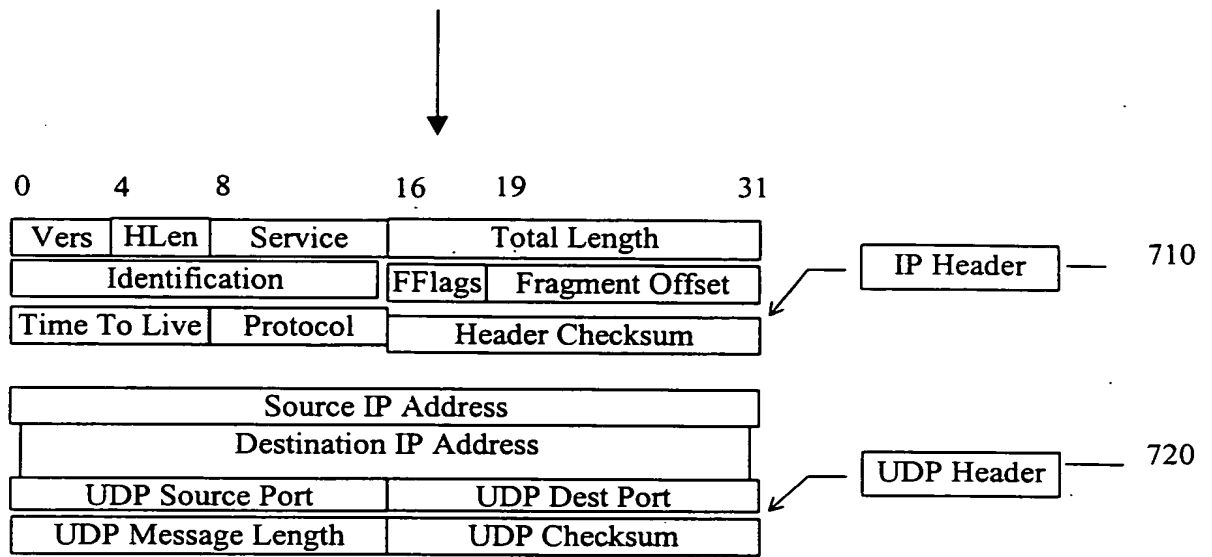 0 4 8 16 19 31
Vers HLen Service Total Length
Identification FFlags Fragment Offset IP Header 710
Time To Live Protocol Header Checksum
Source IP Address
Destination IP Address
UDP Header 720
UDP Source Port UDP Dest Port
UDP Message Length UDP Checksum